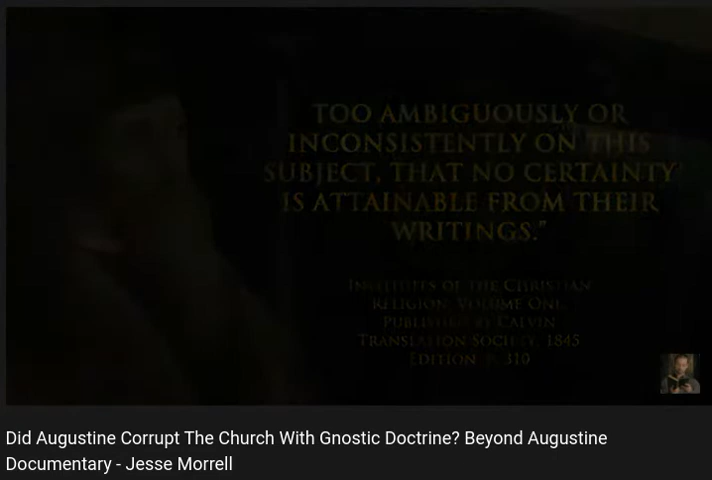 TOO AMBIGUOUSLY OR
INCONSISTENTLY ON THIS
SUBJECT, THAT NO CERTAINTY
IS ATTAINABLE FROM THEIR
WRITINGS."
INSTITUTES OF THE CHRISTIAN
RELIGION, VOLUME ONE,
PUBLISHED BY CALVIN
TRANSLATION SOCIETY, 1845
EDITION P. 310
Did Augustine Corrupt The Church With Gnostic Doctrine? Beyond Augustine
Documentary - Jesse Morrell